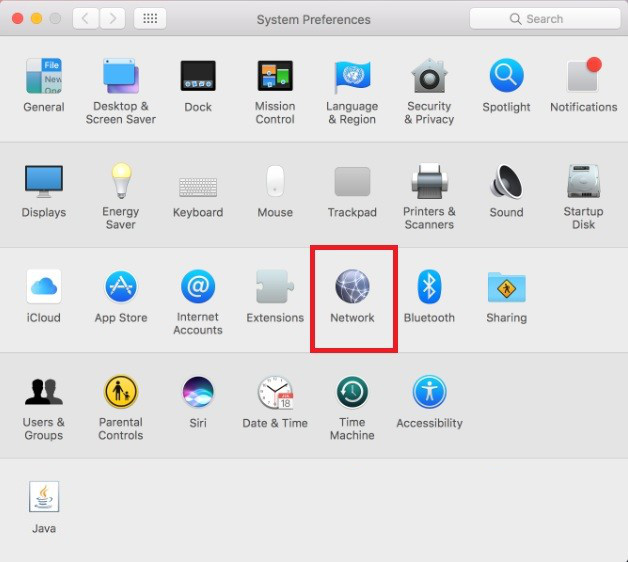 System Preferences
Search
File
New
General
Desktop &
Screen Saver
Dock
Mission
Control
Language
& Region
Security
& Privacy
Spotlight
Notifications
Displays
Energy
Saver
Keyboard
Mouse
Trackpad
Printers &
Scanners
Sound
Startup
Disk
iCloud
App Store
Internet
Accounts
Extensions
Network
Bluetooth
Sharing
Users &
Groups
Parental
Controls
Siri
18
Date & Time
Time
Machine
Accessibility
Java